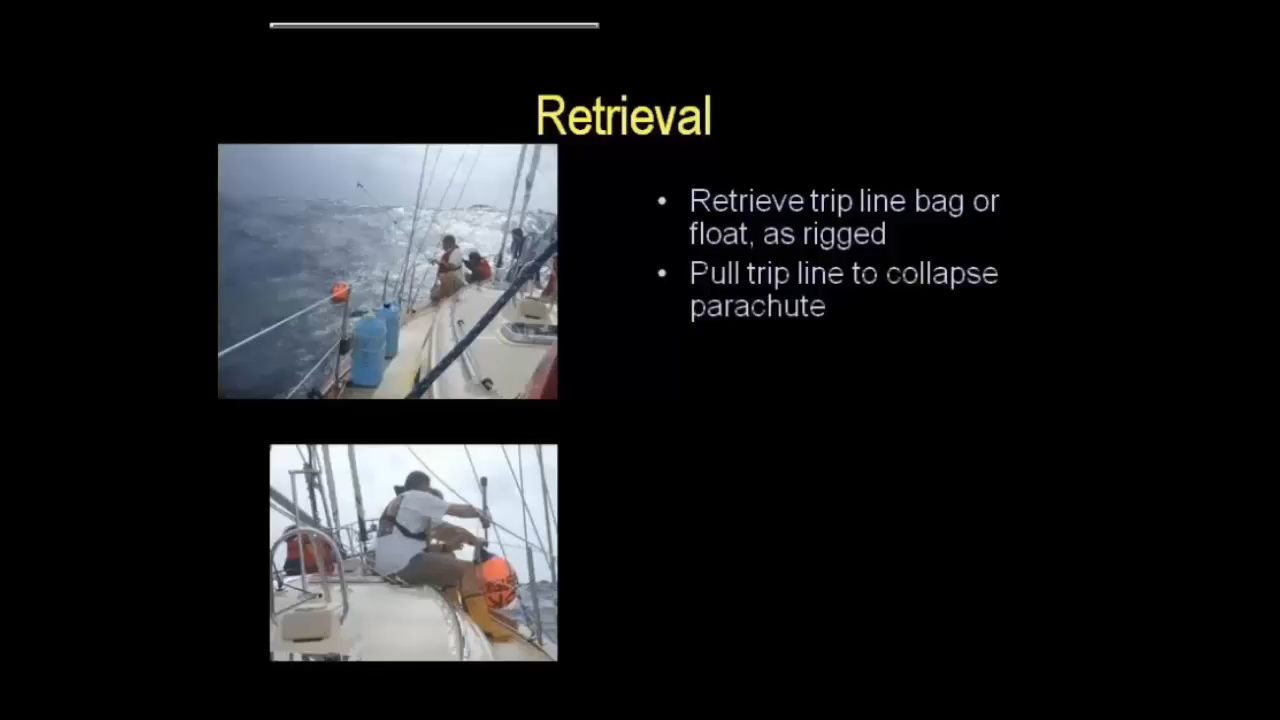 Retrieval
• Retrieve trip line bag or
float, as rigged
• Pull trip line to collapse
parachute